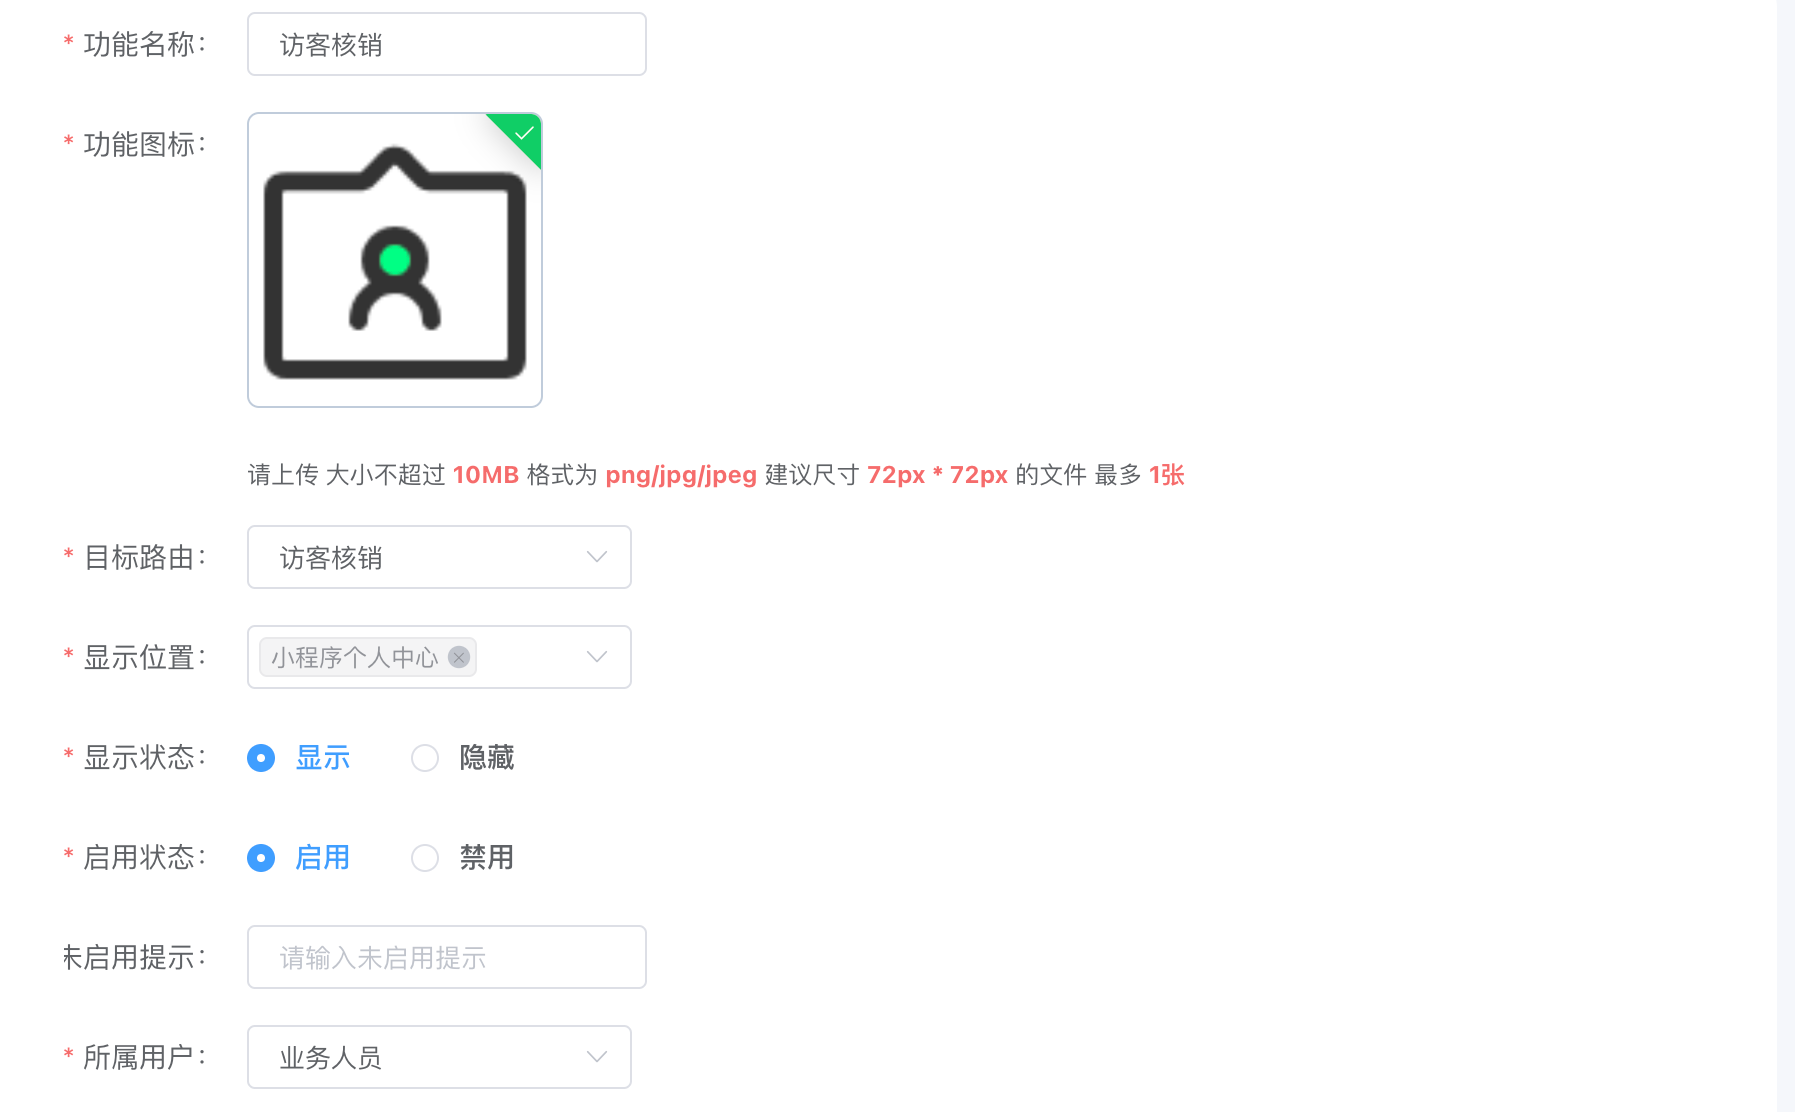 * 功能名称：
访客核销
* 功能图标：
请上传 大小不超过 10MB 格式为 png/jpg/jpeg 建议尺寸 72px * 72px 的文件 最多 1张
* 目标路由：
访客核销
* 显示位置：
小程序个人中心
* 显示状态：
显示 隐藏
* 启用状态：
启用 禁用
未启用提示：
请输入未启用提示
* 所属用户：
业务人员